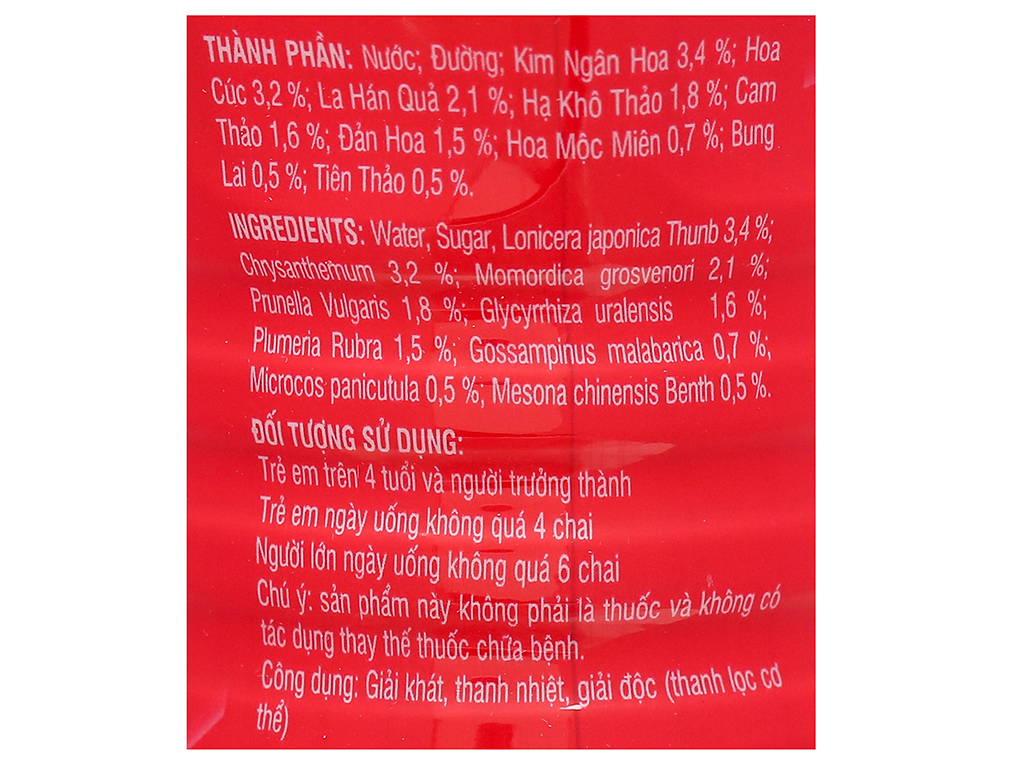 THÀNH PHẦN: Nước; Đường; Kim Ngân Hoa 3,4 %; Hoa
Cúc 3,2 %; La Hán Quả 2,1 %; Hạ Khô Thảo 1,8 %; Cam
Thảo 1,6 %; Đản Hoa 1,5 %; Hoa Mộc Miên 0,7 %; Bung
Lai 0,5 %; Tiên Thảo 0,5 %.
INGREDIENTS: Water, Sugar, Lonicera japonica Thunb 3,4 %;
Chrysanthemum 3,2 %; Momordica grosvenori 2,1 %;
Prunella Vulgaris 1,8 %; Glycyrrhiza uralensis 1,6 %;
Plumeria Rubra 1,5 %; Gossampinus malabarica 0,7 %;
Microcos panicutula 0,5 %; Mesona chinensis Benth 0,5 %.
ĐỐI TƯỢNG SỬ DỤNG:
Trẻ em trên 4 tuổi và người trưởng thành
Trẻ em ngày uống không quá 4 chai
Người lớn ngày uống không quá 6 chai
Chú ý: sản phẩm này không phải là thuốc và không có
tác dụng thay thế thuốc chữa bệnh.
Công dụng: Giải khát, thanh nhiệt, giải độc (thanh lọc cơ
thể)